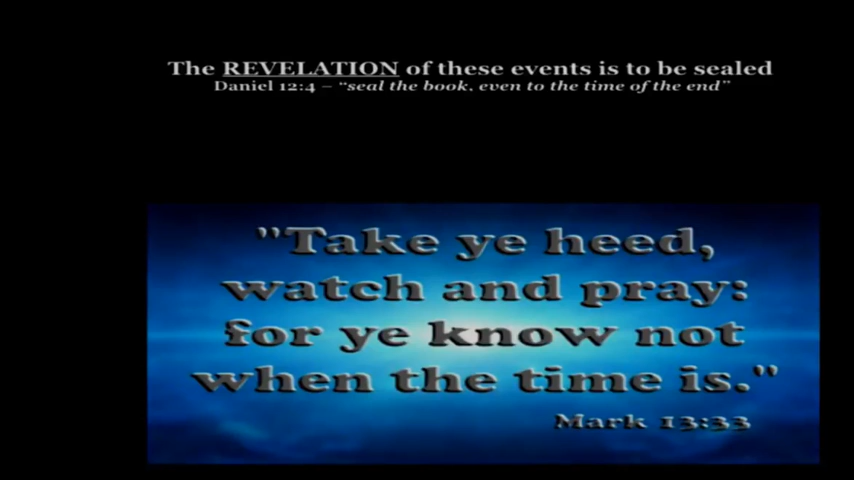 The REVELATION of these events is to be sealed
Daniel 12:4 – “seal the book, even to the time of the end”
"Take ye heed,
watch and pray:
for ye know not
when the time is."
Mark 13:33